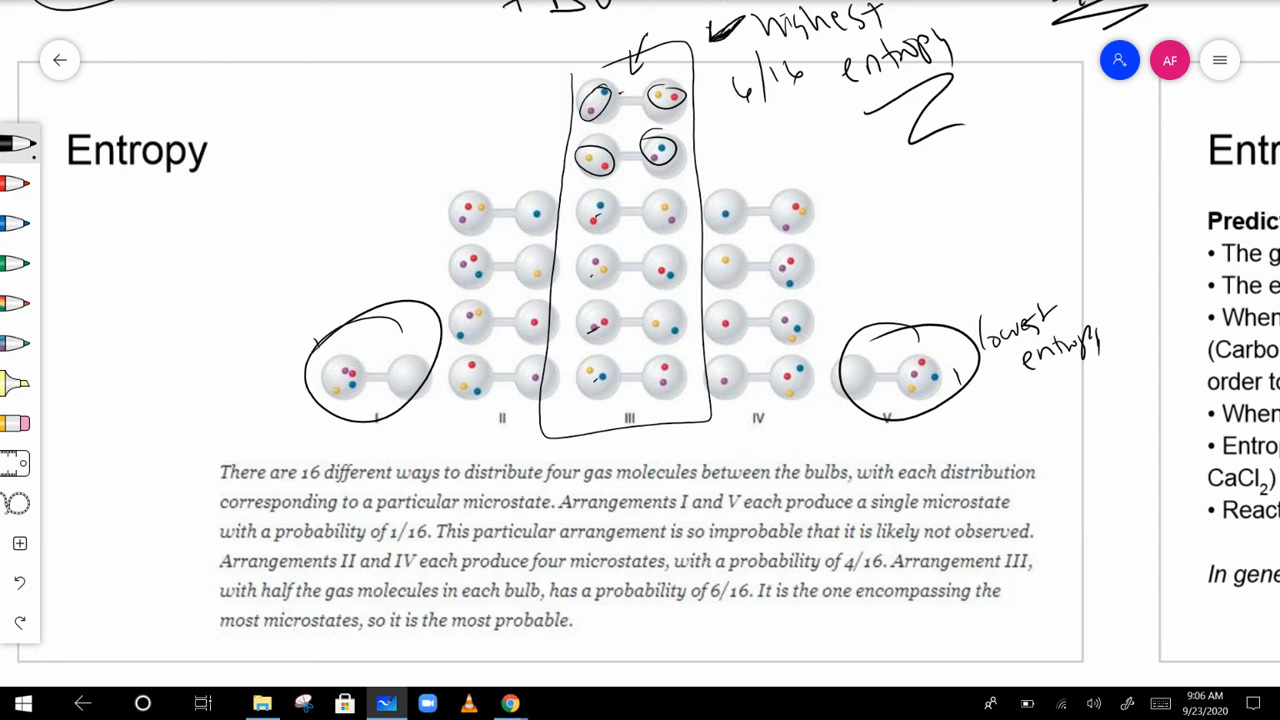 highest
6/16 entropy
AF
Entropy
Entr
Predic
• The g
• The e
• When
(Carbo
order to
• When
• Entrop
CaCl₂)
• Reac
In gene
lowest
entropy
I II III IV V
There are 16 different ways to distribute four gas molecules between the bulbs, with each distribution
corresponding to a particular microstate. Arrangements I and V each produce a single microstate
with a probability of 1/16. This particular arrangement is so improbable that it is likely not observed.
Arrangements II and IV each produce four microstates, with a probability of 4/16. Arrangement III,
with half the gas molecules in each bulb, has a probability of 6/16. It is the one encompassing the
most microstates, so it is the most probable.
9:06 AM
9/23/2020